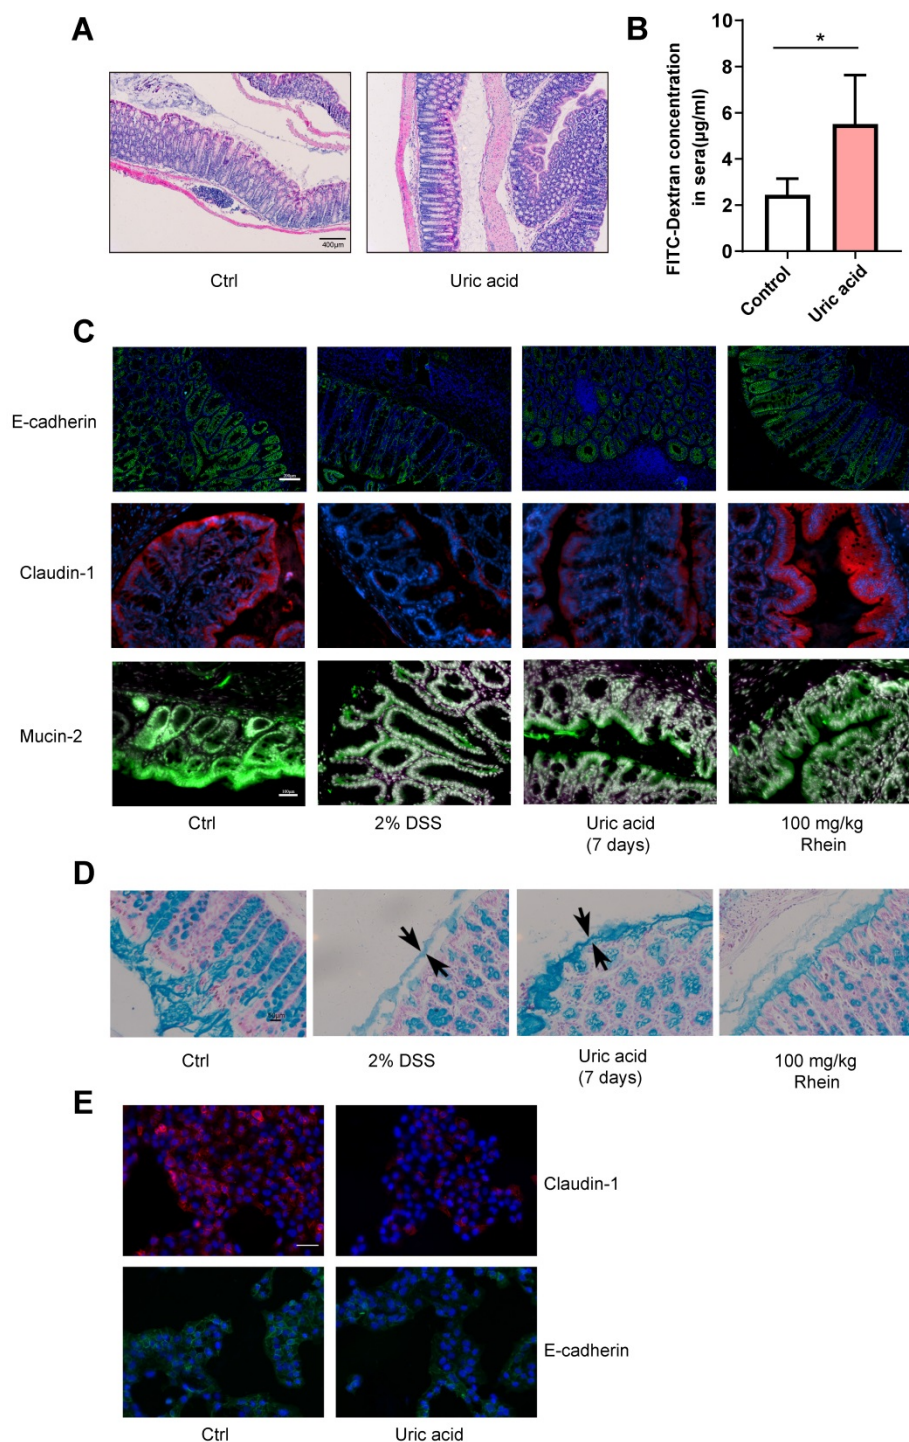 A
400µm
Ctrl
Uric acid
B
FITC-Dextran concentration
in sera(µg/ml)
10
8
6
4
2
0
*
Control
Uric acid
C
E-cadherin
Claudin-1
Mucin-2
Ctrl
2% DSS
Uric acid
(7 days)
100 mg/kg
Rhein
D
Ctrl
2% DSS
Uric acid
(7 days)
100 mg/kg
Rhein
E
Claudin-1
E-cadherin
Ctrl
Uric acid